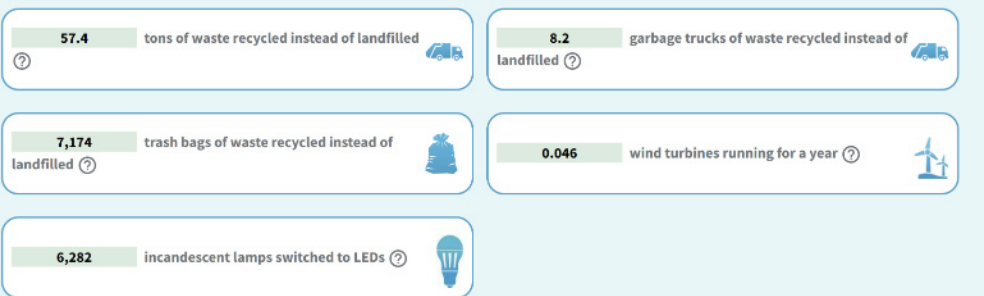 57.4 tons of waste recycled instead of landfilled
?
8.2 garbage trucks of waste recycled instead of
landfilled ?
7,174 trash bags of waste recycled instead of
landfilled ?
0.046 wind turbines running for a year ?
6,282 incandescent lamps switched to LEDs ?